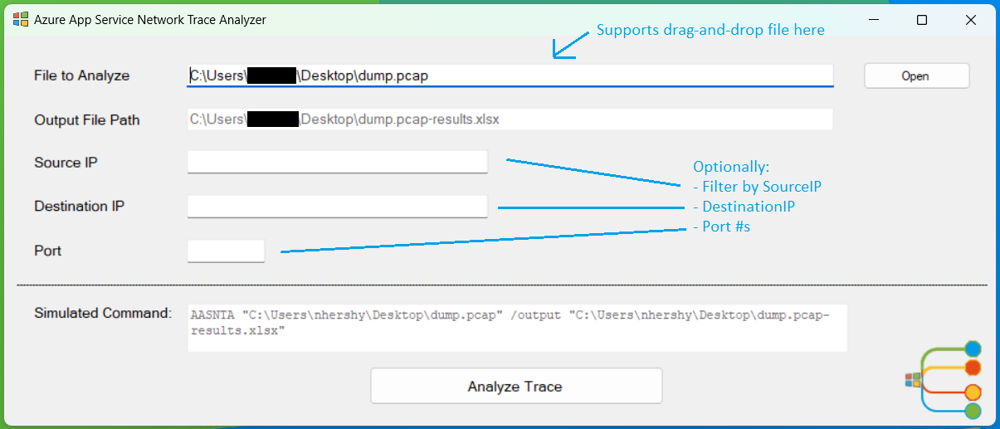 Azure App Service Network Trace Analyzer
Supports drag-and-drop file here
File to Analyze
C:\Users\ \Desktop\dump.pcap
Open
Output File Path
C:\Users\ \Desktop\dump.pcap-results.xlsx
Source IP
Optionally:
- Filter by SourceIP
Destination IP
- DestinationIP
- Port #s
Port
Simulated Command:
AASNTA "C:\Users\nhershy\Desktop\dump.pcap" /output "C:\Users\nhershy\Desktop\dump.pcap-
results.xlsx"
Analyze Trace